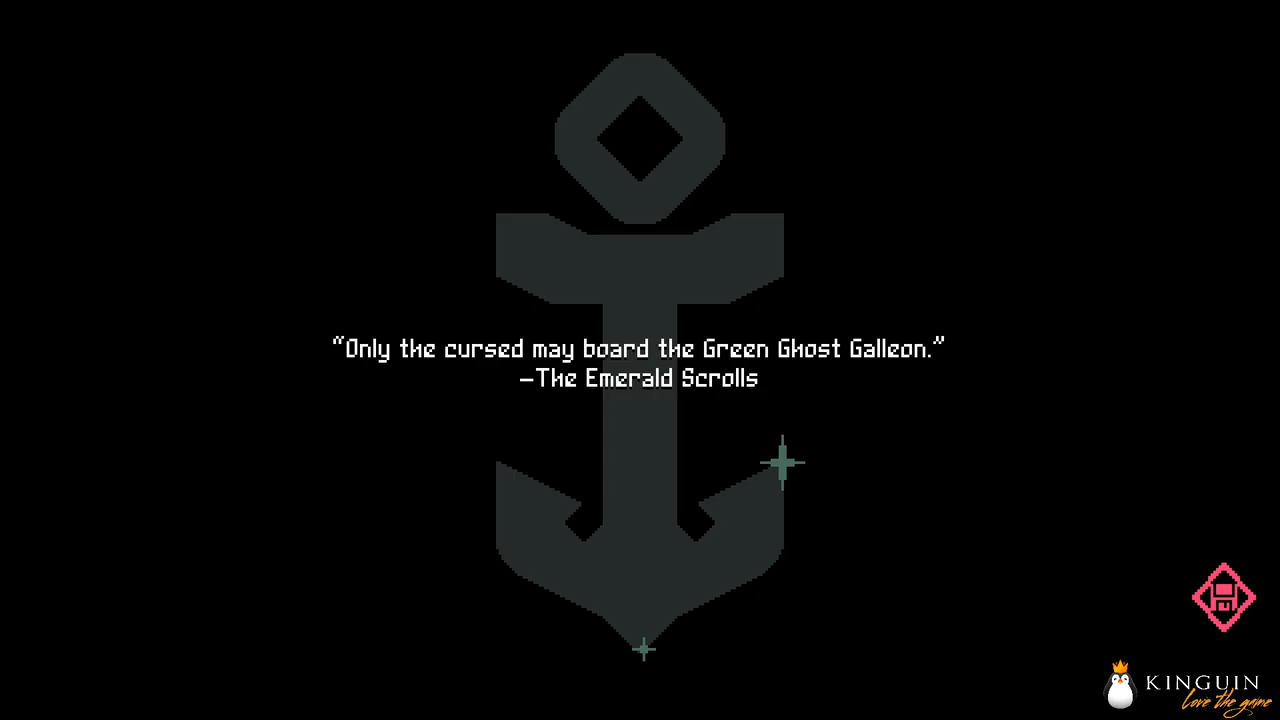 “Only the cursed may board the Green Ghost Galleon.”
—The Emerald Scrolls
KINGUIN
love the game